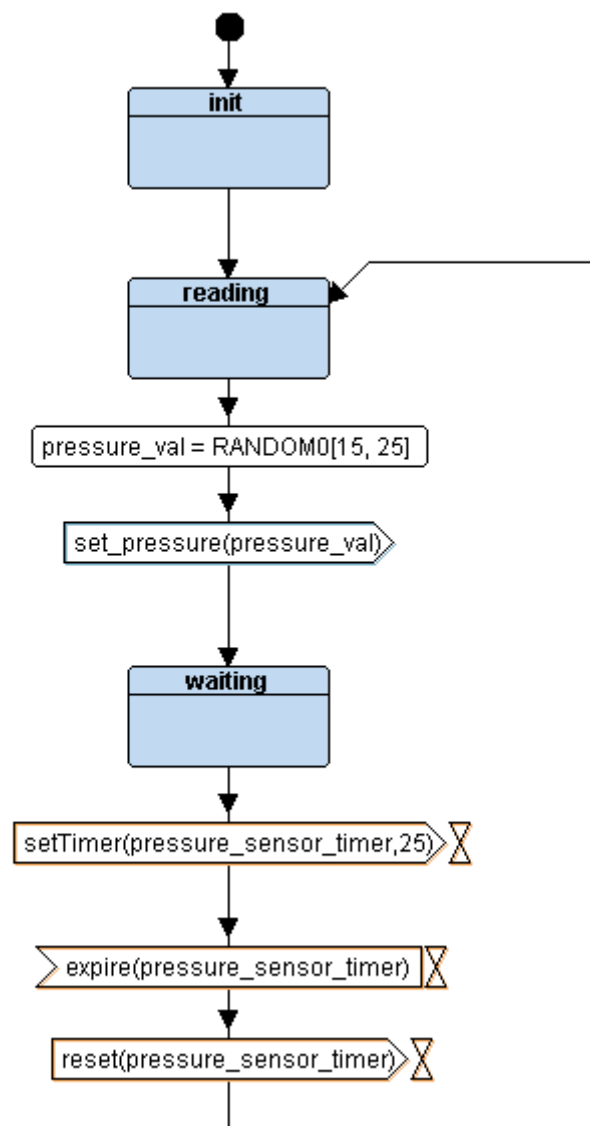 init
reading
pressure_val = RANDOM0[15, 25]
set_pressure(pressure_val)
waiting
setTimer(pressure_sensor_timer,25)
expire(pressure_sensor_timer)
reset(pressure_sensor_timer)